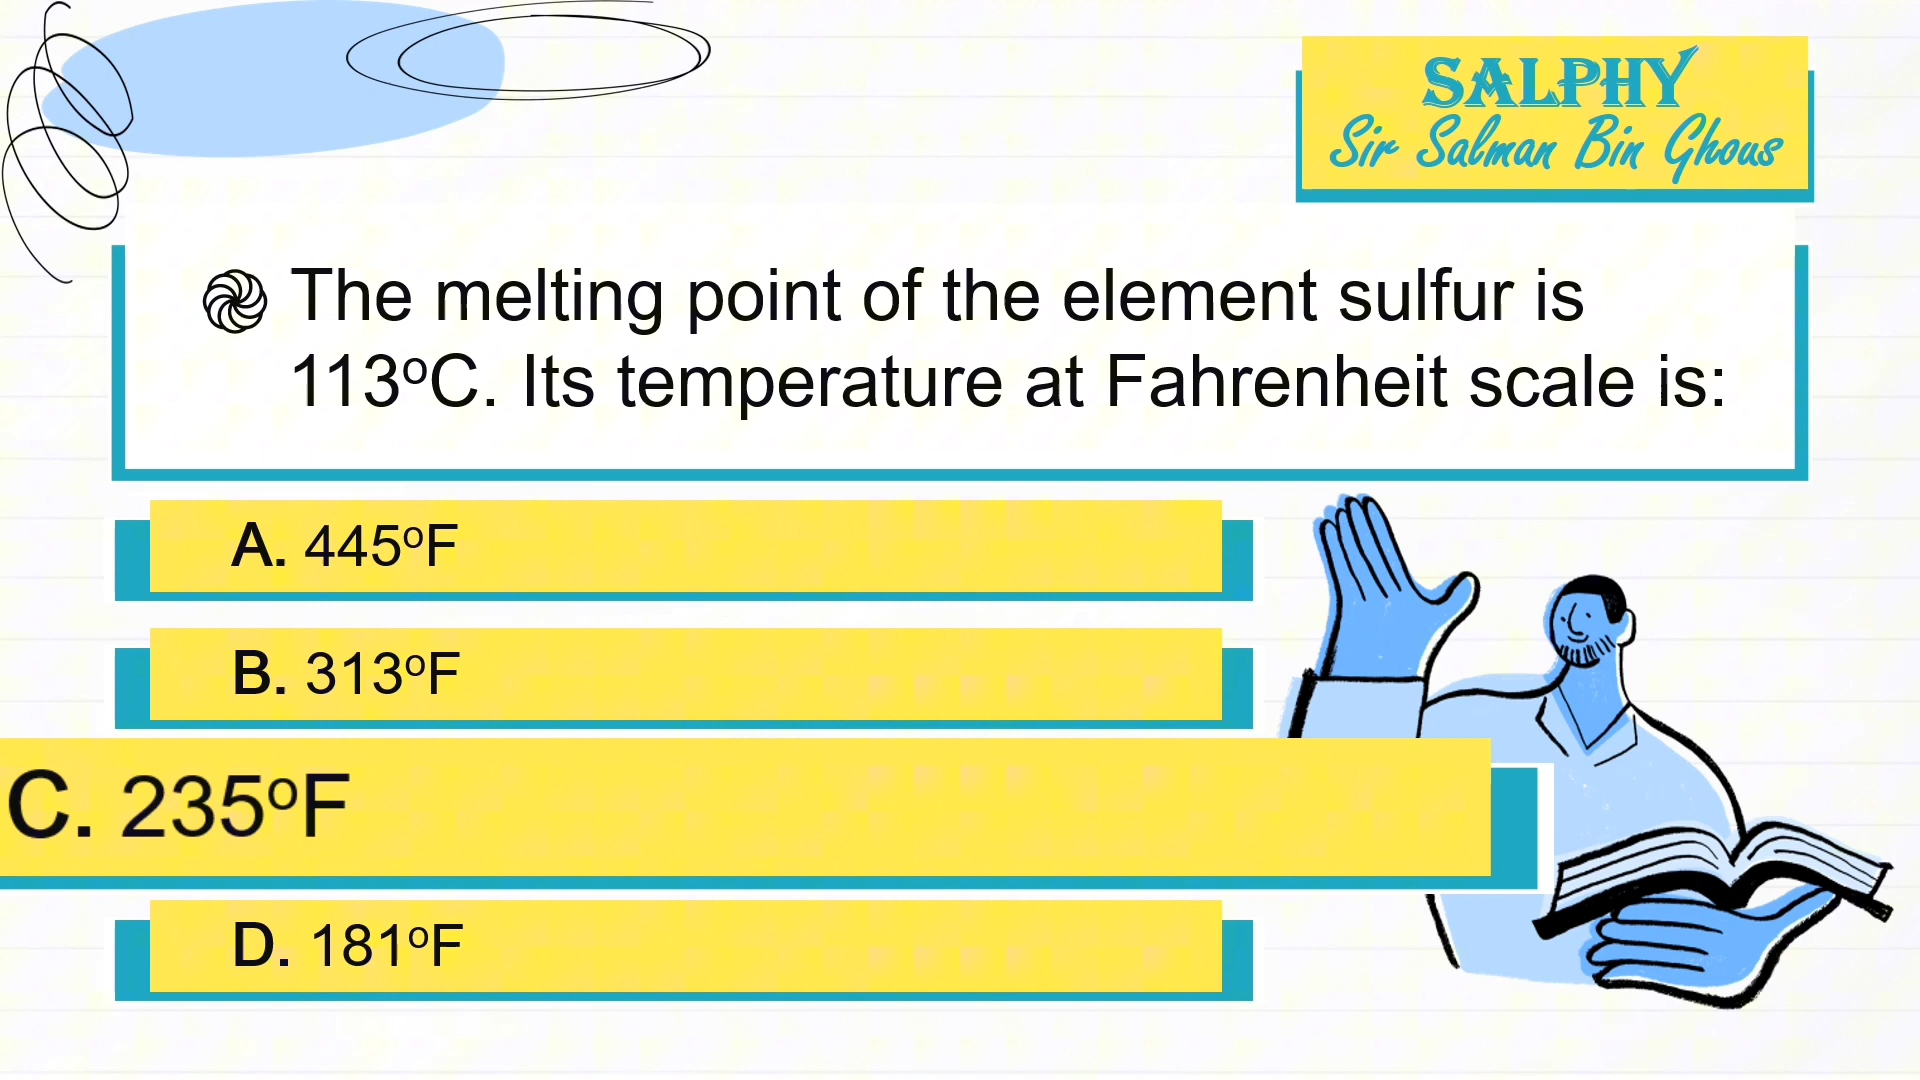 SALPHY
Sir Salman Bin Ghous
The melting point of the element sulfur is
113ºC. Its temperature at Fahrenheit scale is:
A. 445ºF
B. 313ºF
C. 235ºF
D. 181ºF